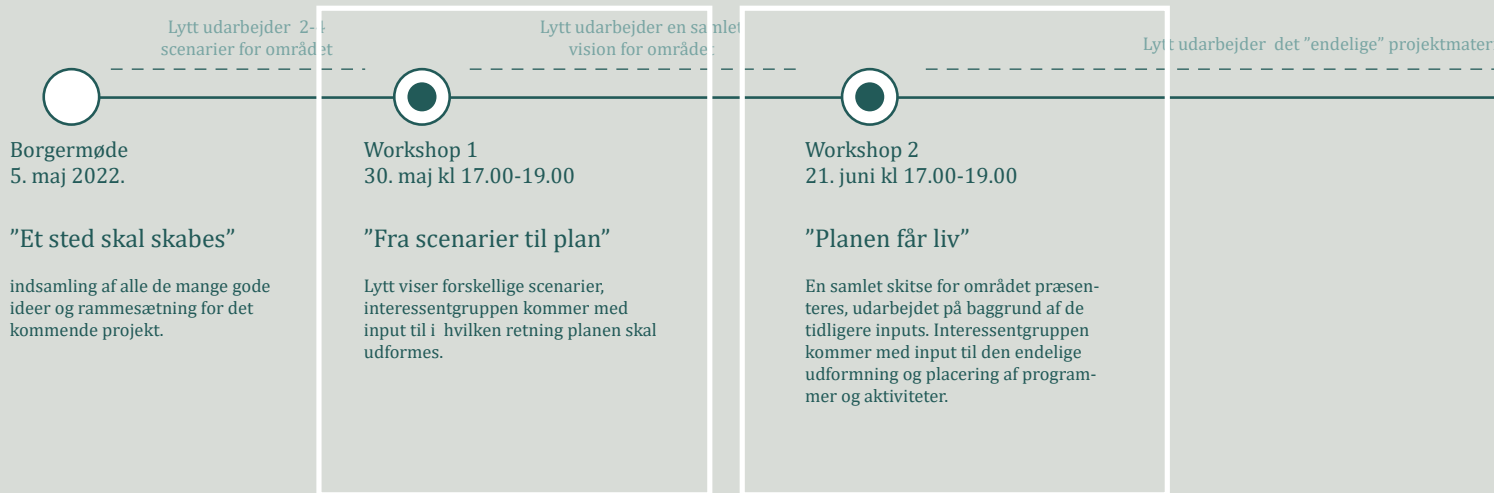 Lytt udarbejder 2-4
scenarier for området
Lytt udarbejder en samlet
vision for området
Lytt udarbejder det ”endelige” projektmater
Borgermøde
5. maj 2022.
”Et sted skal skabes”
indsamling af alle de mange gode
ideer og rammesætning for det
kommende projekt.
Workshop 1
30. maj kl 17.00-19.00
”Fra scenarier til plan”
Lytt viser forskellige scenarier,
interessentgruppen kommer med
input til i hvilken retning planen skal
udformes.
Workshop 2
21. juni kl 17.00-19.00
”Planen får liv”
En samlet skitse for området præsen-
teres, udarbejdet på baggrund af de
tidligere inputs. Interessentgruppen
kommer med input til den endelige
udformning og placering af program-
mer og aktiviteter.